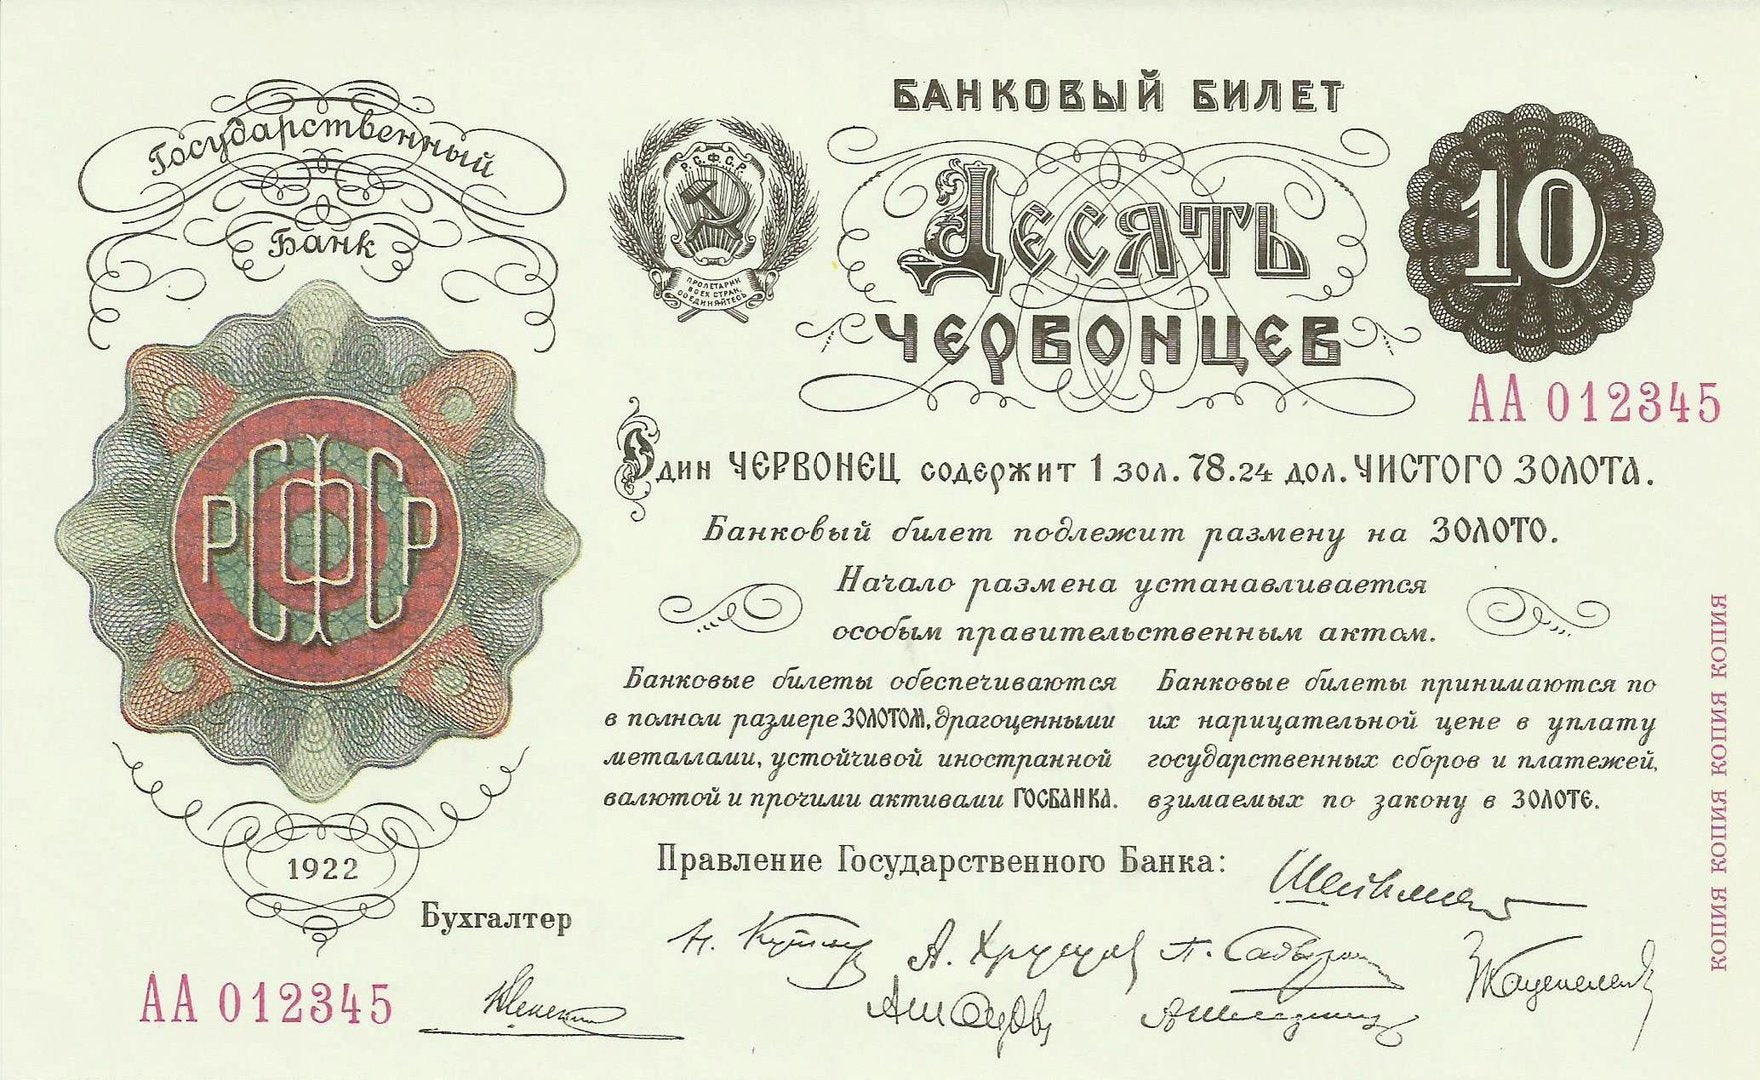 Государственный
Банк
РСФСР
1922
Бухгалтер
АА 012345
Р.С.Ф.С.Р.
ПРОЛЕТАРИИ
ВСЕХ СТРАН,
СОЕДИНЯЙТЕСЬ
БАНКОВЫЙ БИЛЕТ
ДЕСЯТЬ
ЧЕРВОНЦЕВ
10
АА 012345
Один ЧЕРВОНЕЦ содержит 1 зол. 78.24 дол. ЧИСТОГО ЗОЛОТА.
Банковый билет подлежит размену на ЗОЛОТО.
Начало размена устанавливается
особым правительственным актом.
Банковые билеты обеспечиваются
в полном размере ЗОЛОТОМ, драгоценными
металлами, устойчивой иностранной
валютой и прочими активами ГОСБАНКА.
Банковые билеты принимаются по
их нарицательной цене в уплату
государственных сборов и платежей,
взимаемых по закону в ЗОЛОТЕ.
Правление Государственного Банка:
КОПИЯ КОПИЯ КОПИЯ КОПИЯ КОПИЯ